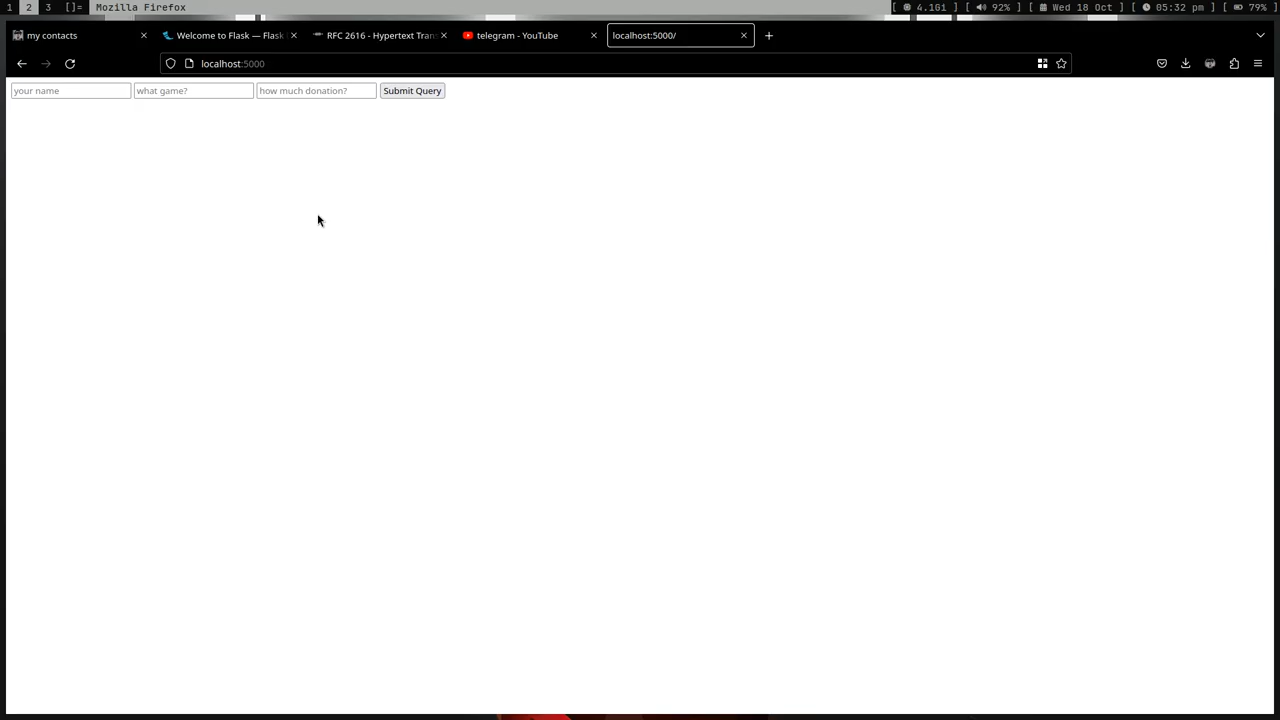 1 2 3 []= Mozilla Firefox [ 4.1Gi ] [ 92% ] [ Wed 18 Oct ] [ 05:32 pm ] [ 79% ]
my contacts Welcome to Flask — Flask RFC 2616 - Hypertext Tran telegram - YouTube localhost:5000/
localhost:5000
your name what game? how much donation? Submit Query